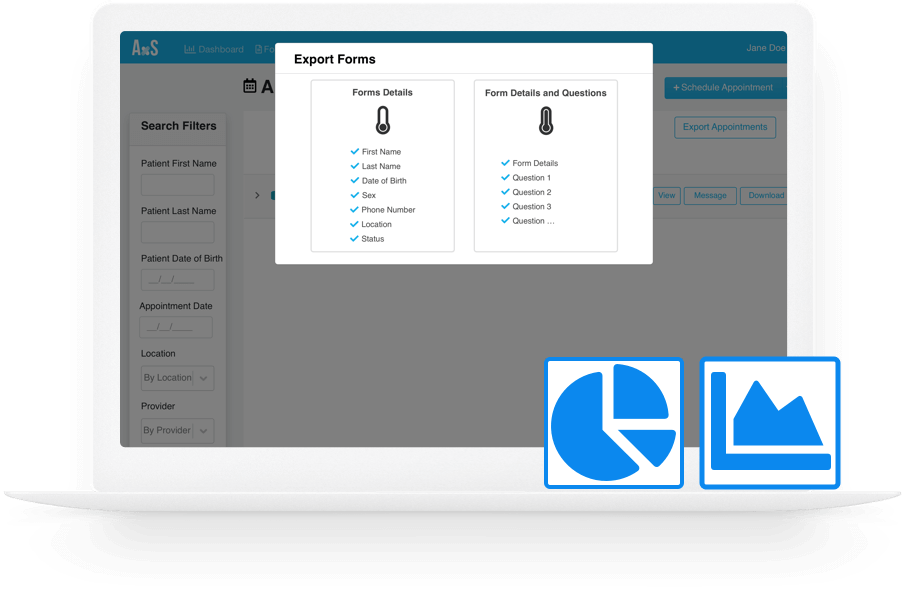 AS
Dashboard
Jane Doe
Export Forms
+ Schedule Appointment
Export Appointments
Search Filters
Patient First Name
Patient Last Name
Patient Date of Birth
__/__/____
Appointment Date
__/__/____
Location
By Location
Provider
By Provider
Forms Details
First Name
Last Name
Date of Birth
Sex
Phone Number
Location
Status
Form Details and Questions
Form Details
Question 1
Question 2
Question 3
Question ...
View
Message
Download